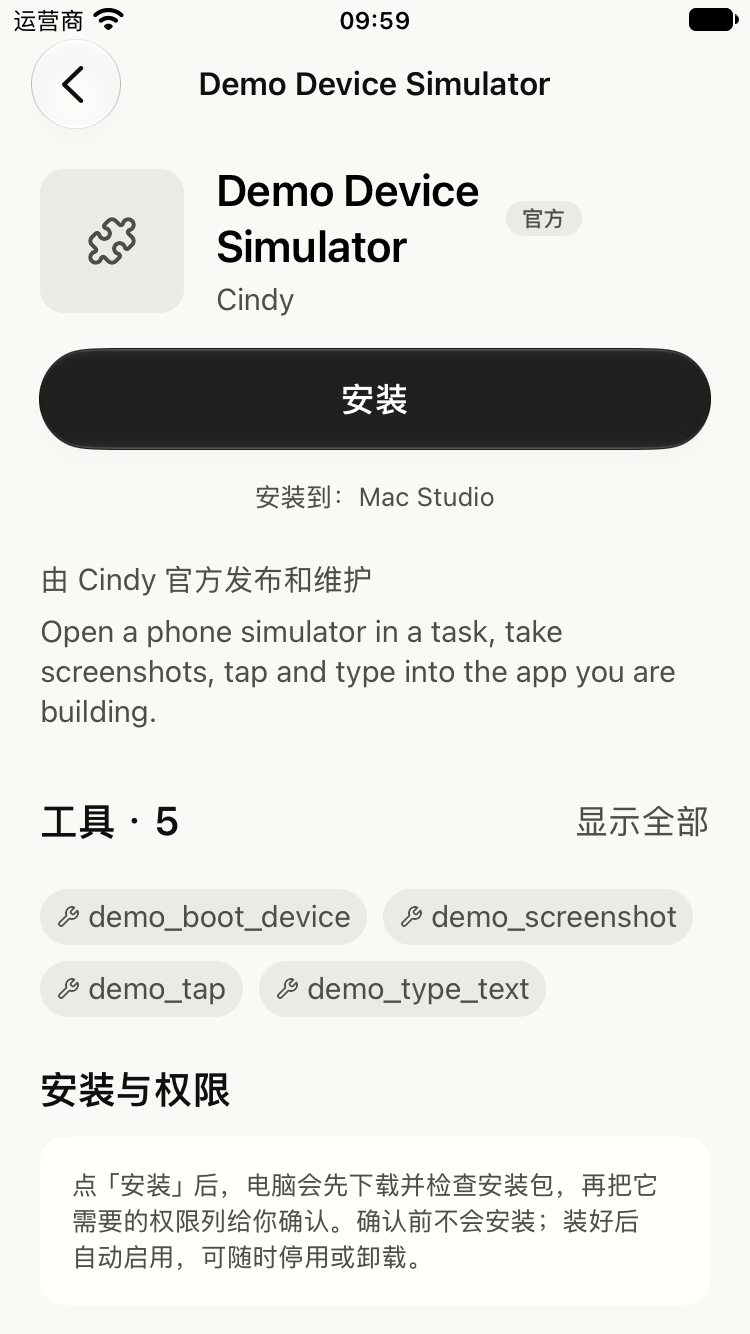 运营商 09:59
Demo Device Simulator
Demo Device
Simulator
官方
Cindy
安装
安装到：Mac Studio
由 Cindy 官方发布和维护
Open a phone simulator in a task, take
screenshots, tap and type into the app you are
building.
工具 · 5 显示全部
demo_boot_device demo_screenshot
demo_tap demo_type_text
安装与权限
点「安装」后，电脑会先下载并检查安装包，再把它
需要的权限列给你确认。确认前不会安装；装好后
自动启用，可随时停用或卸载。